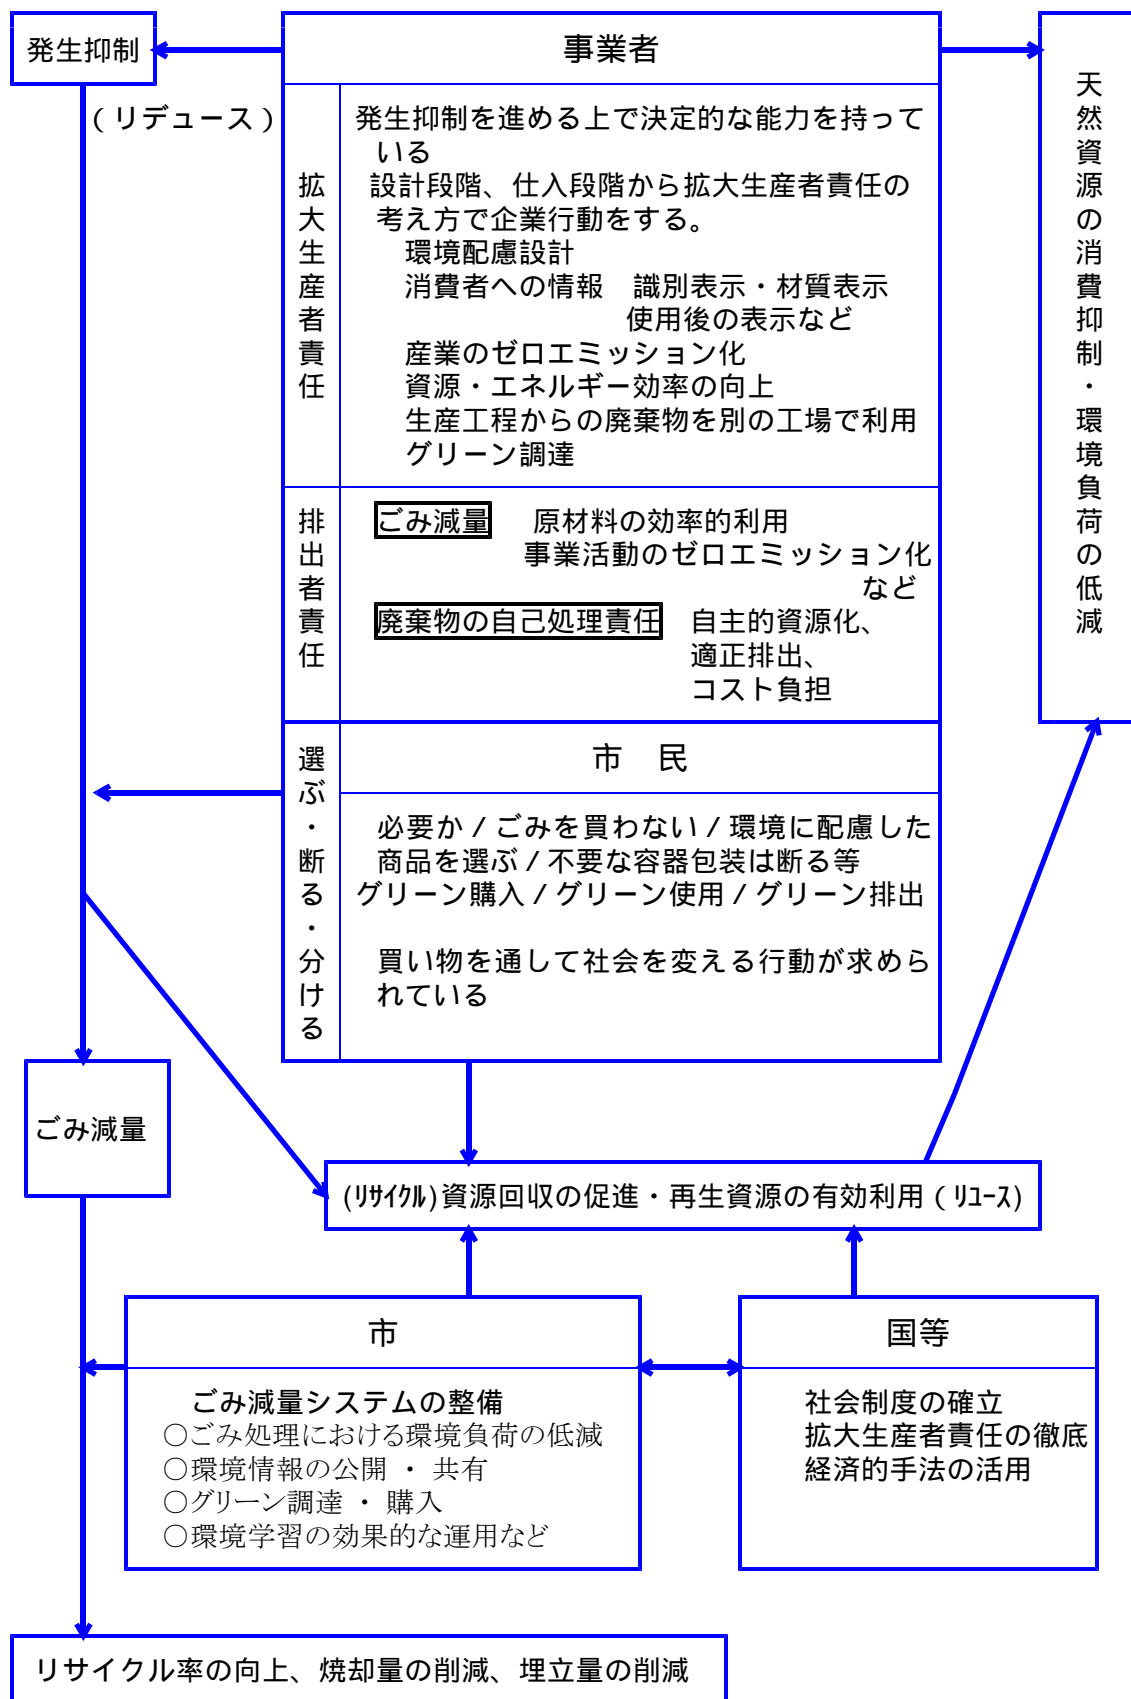 発生抑制
(リデュース)
事業者
拡大生産者責任
発生抑制を進める上で決定的な能力を持って
いる
設計段階、仕入段階から拡大生産者責任の
考え方で企業行動をする。
環境配慮設計
消費者への情報　識別表示・材質表示
使用後の表示など
産業のゼロエミッション化
資源・エネルギー効率の向上
生産工程からの廃棄物を別の工場で利用
グリーン調達
排出者責任
ごみ減量　原材料の効率的利用
事業活動のゼロエミッション化
など
廃棄物の自己処理責任　自主的資源化、
適正排出、
コスト負担
選ぶ・断る・分ける
市　民
必要か/ごみを買わない/環境に配慮した
商品を選ぶ/不要な容器包装は断る等
グリーン購入/グリーン使用/グリーン排出
買い物を通して社会を変える行動が求めら
れている
天然資源の消費抑制・環境負荷の低減
ごみ減量
(ﾘｻｲｸﾙ)資源回収の促進・再生資源の有効利用(ﾘﾕｰｽ)
市
ごみ減量システムの整備
○ごみ処理における環境負荷の低減
○環境情報の公開 ・ 共有
○グリーン調達 ・ 購入
○環境学習の効果的な運用など
国等
社会制度の確立
拡大生産者責任の徹底
経済的手法の活用
リサイクル率の向上、焼却量の削減、埋立量の削減